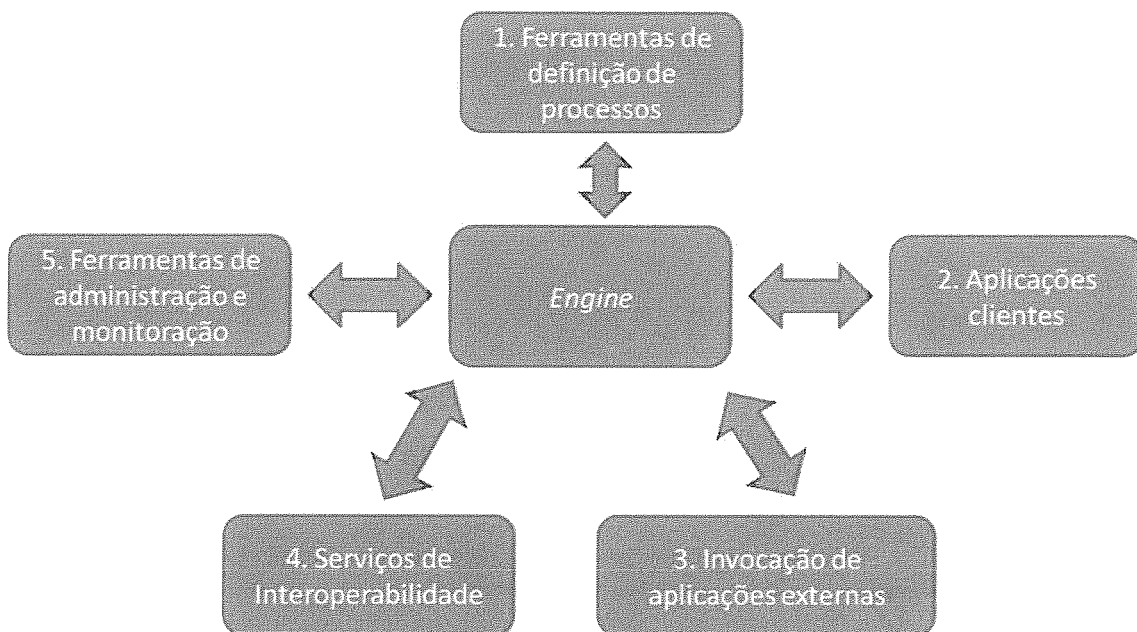 1. Ferramentas de
definição de
processos
5. Ferramentas de
administração e
monitoração
Engine
2. Aplicações
clientes
4. Serviços de
Interoperabilidade
3. Invocação de
aplicações externas